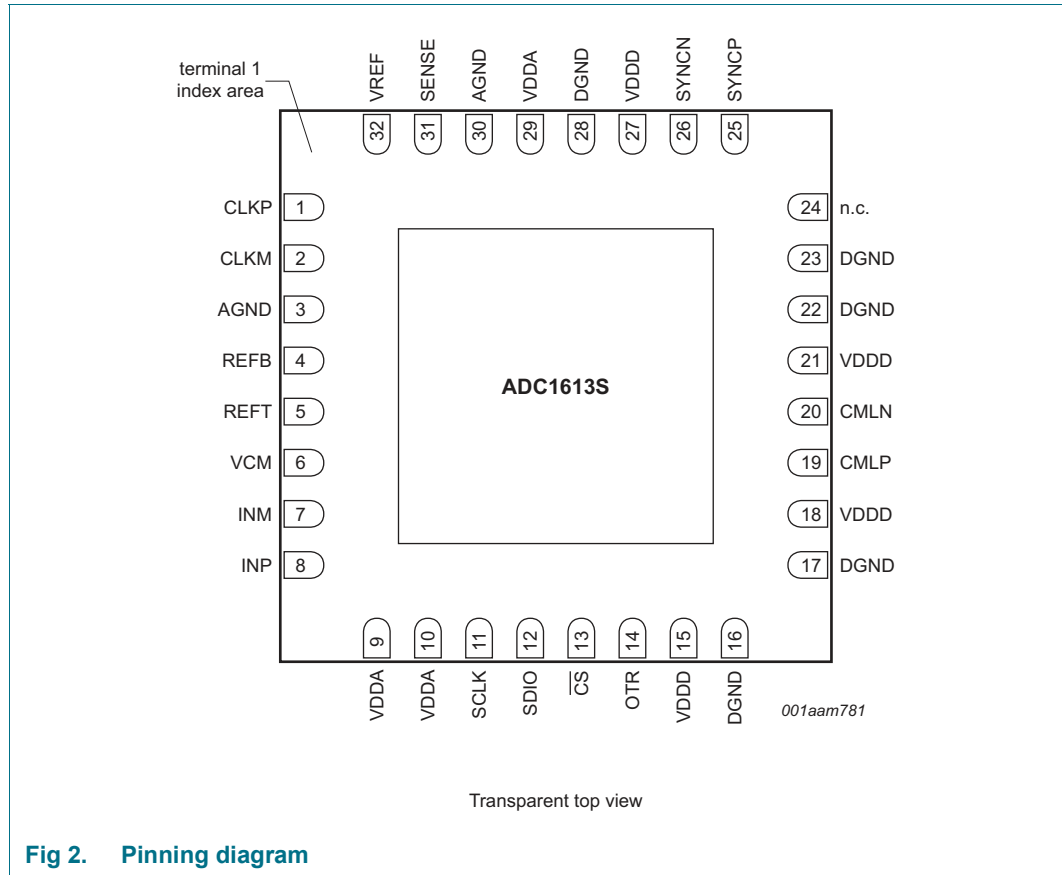 terminal 1
index area
VREF
SENSE
AGND
VDDA
DGND
VDDD
SYNCN
SYNCP
32
31
30
29
28
27
26
25
CLKP 1
CLKM 2
AGND 3
REFB 4
REFT 5
VCM 6
INM 7
INP 8
ADC1613S
24 n.c.
23 DGND
22 DGND
21 VDDD
20 CMLN
19 CMLP
18 VDDD
17 DGND
9
10
11
12
13
14
15
16
VDDA
VDDA
SCLK
SDIO
C̅S̅
OTR
VDDD
DGND
001aam781
Transparent top view
Fig 2. Pinning diagram